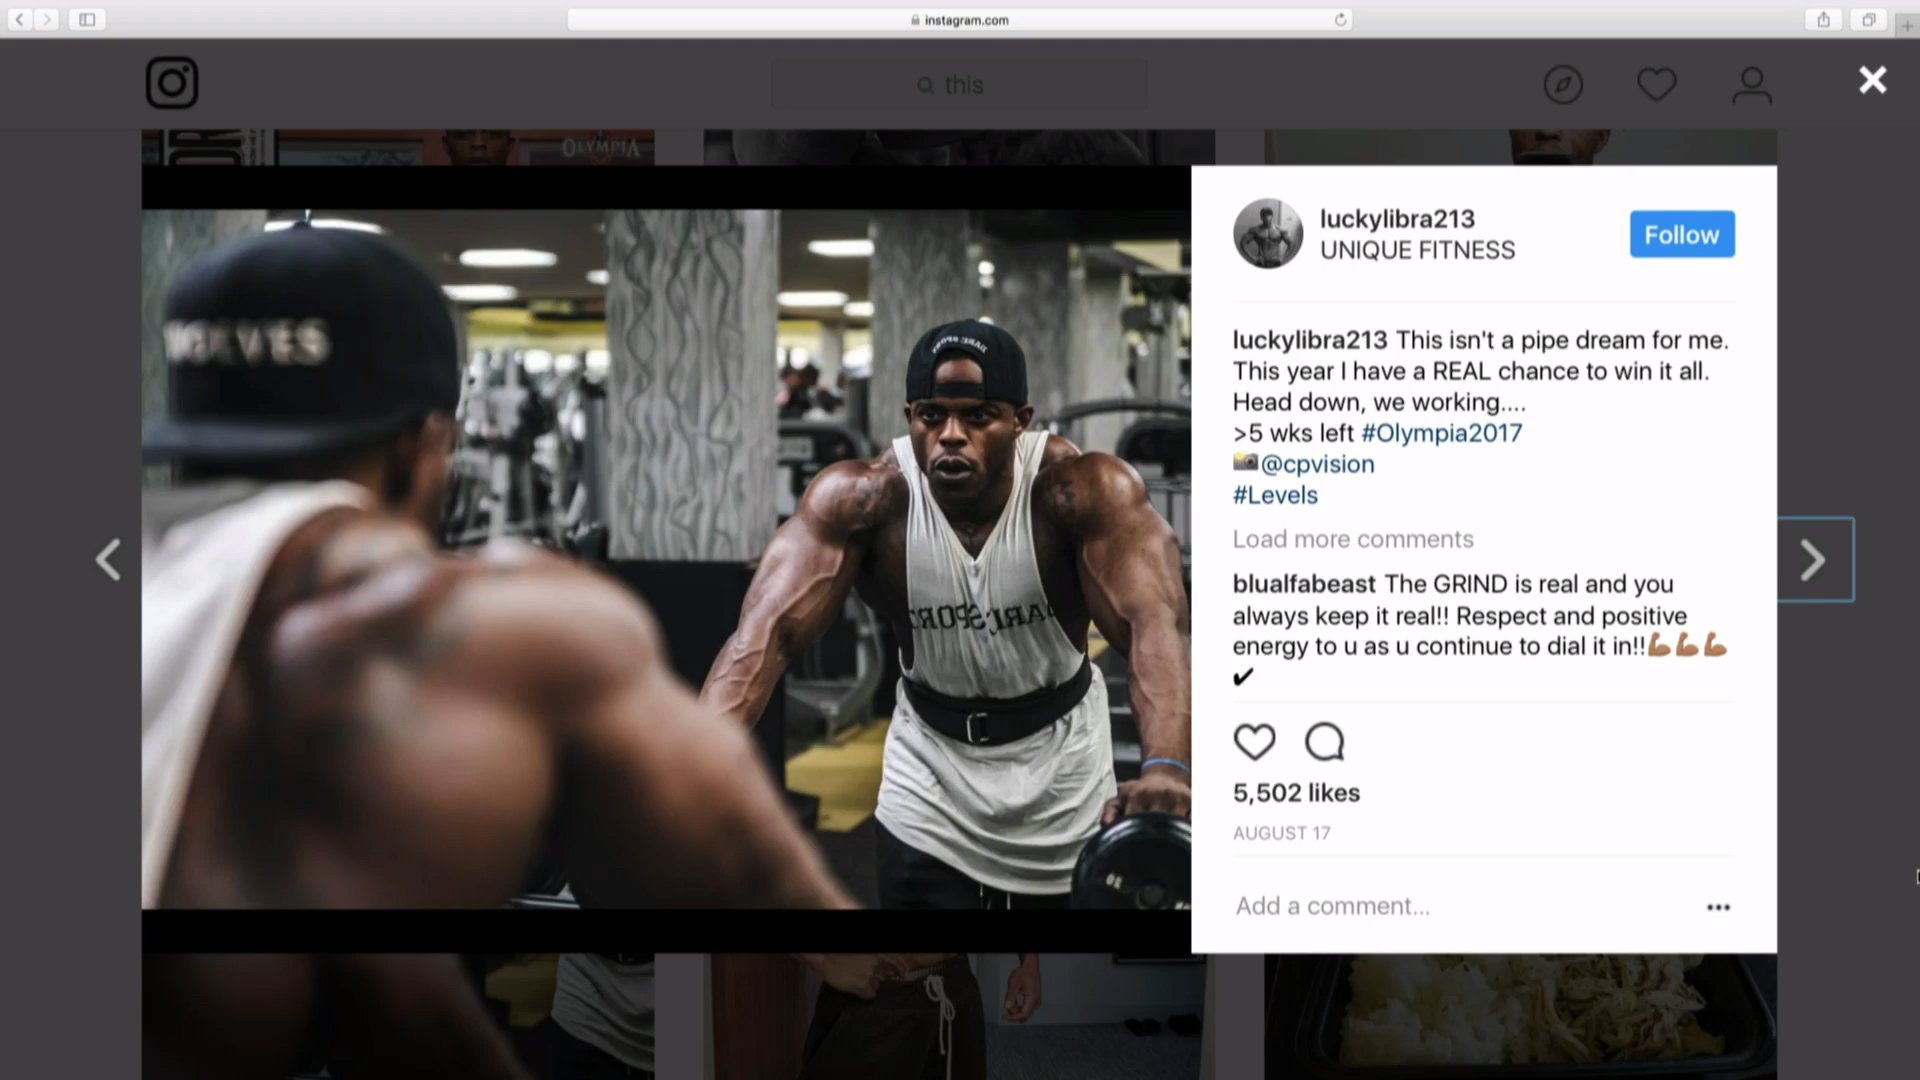 instagram.com
this
OLYMPIA
luckylibra213
UNIQUE FITNESS
Follow
luckylibra213 This isn't a pipe dream for me.
This year I have a REAL chance to win it all.
Head down, we working....
>5 wks left #Olympia2017
📷@cpvision
#Levels
Load more comments
blualfabeast The GRIND is real and you
always keep it real!! Respect and positive
energy to u as u continue to dial it in!!💪🏽💪🏽💪🏽
✔
5,502 likes
AUGUST 17
Add a comment...